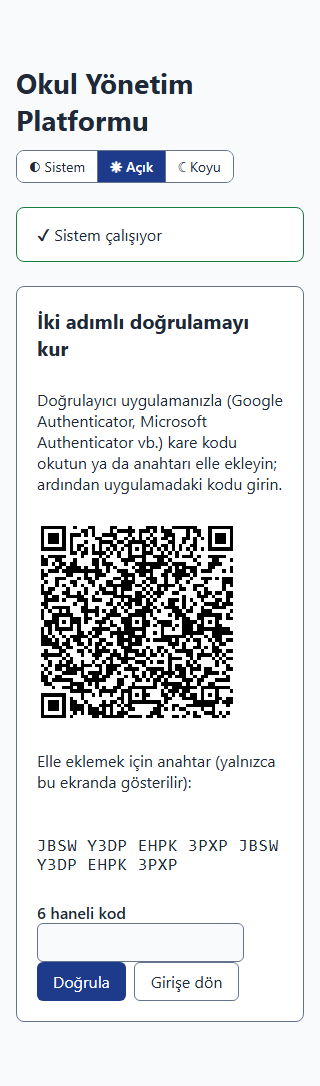 Okul Yönetim
Platformu
Sistem
Açık
Koyu
✓ Sistem çalışıyor
İki adımlı doğrulamayı
kur
Doğrulayıcı uygulamanızla (Google
Authenticator, Microsoft
Authenticator vb.) kare kodu
okutun ya da anahtarı elle ekleyin;
ardından uygulamadaki kodu girin.
Elle eklemek için anahtar (yalnızca
bu ekranda gösterilir):
JBSW Y3DP EHPK 3PXP JBSW
Y3DP EHPK 3PXP
6 haneli kod
Doğrula
Girişe dön